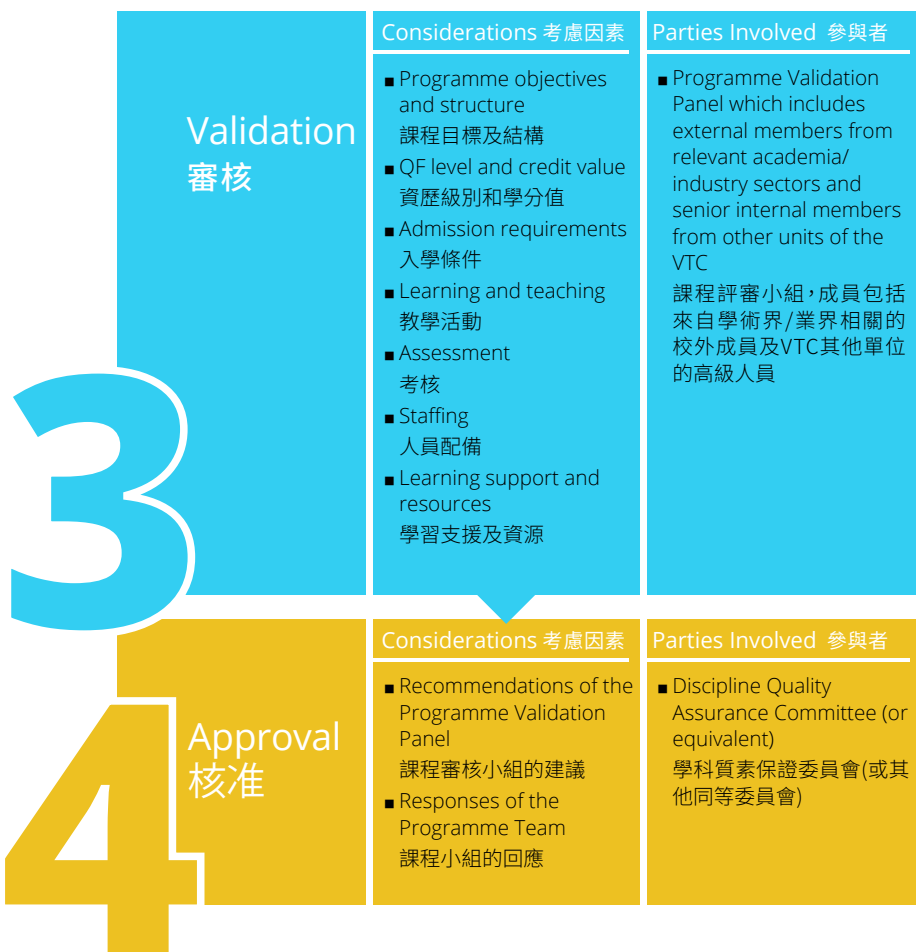 3
Validation
審核
Considerations 考慮因素
■ Programme objectives
and structure
課程目標及結構
■ QF level and credit value
資歷級別和學分值
■ Admission requirements
入學條件
■ Learning and teaching
教學活動
■ Assessment
考核
■ Staffing
人員配備
■ Learning support and
resources
學習支援及資源
Parties Involved 參與者
■ Programme Validation
Panel which includes
external members from
relevant academia/
industry sectors and
senior internal members
from other units of the
VTC
課程評審小組，成員包括
來自學術界/業界相關的
校外成員及VTC其他單位
的高級人員
4
Approval
核准
Considerations 考慮因素
■ Recommendations of the
Programme Validation
Panel
課程審核小組的建議
■ Responses of the
Programme Team
課程小組的回應
Parties Involved 參與者
■ Discipline Quality
Assurance Committee (or
equivalent)
學科質素保證委員會(或其
他同等委員會)